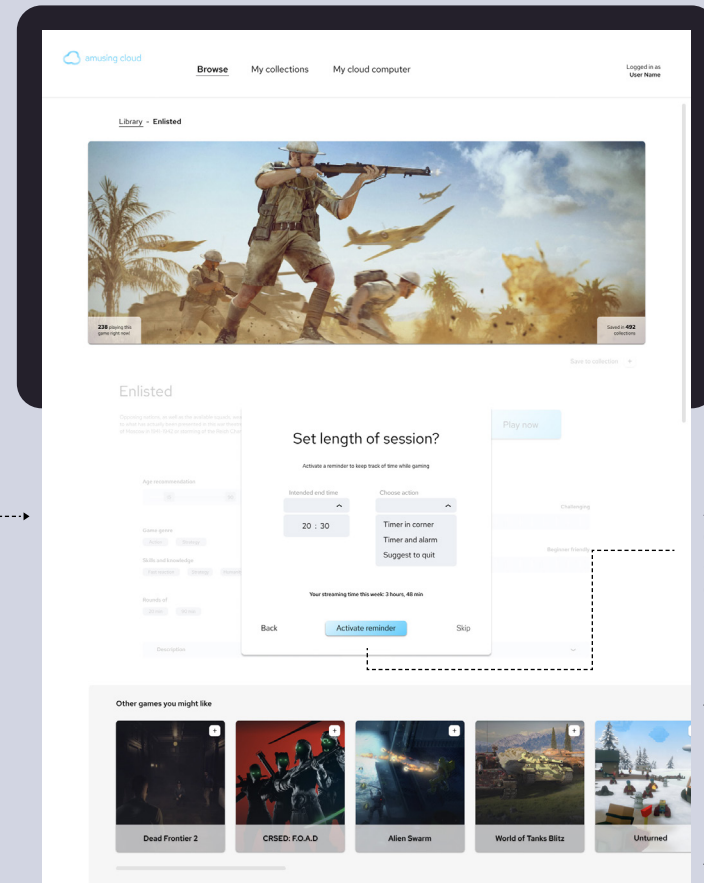 amusing cloud
Browse
My collections
My cloud computer
Logged in as
User Name
Library - Enlisted
238 playing this
game right now!
Saved in 492
collections
Save to collection +
Enlisted
Play now
Set length of session?
Activate a reminder to keep track of time while gaming
Age recommendation
Intended end time
Choose action
20 : 30
Timer in corner
Timer and alarm
Suggest to quit
Challenging
Game genre
Action
Strategy
Beginner friendly
Skills and knowledge
Strategy
Rounds of
Your streaming time this week: 3 hours, 48 min
Back
Activate reminder
Skip
Description
Other games you might like
+
+
+
+
Dead Frontier 2
CRSED: F.O.A.D
Alien Swarm
World of Tanks Blitz
Unturned